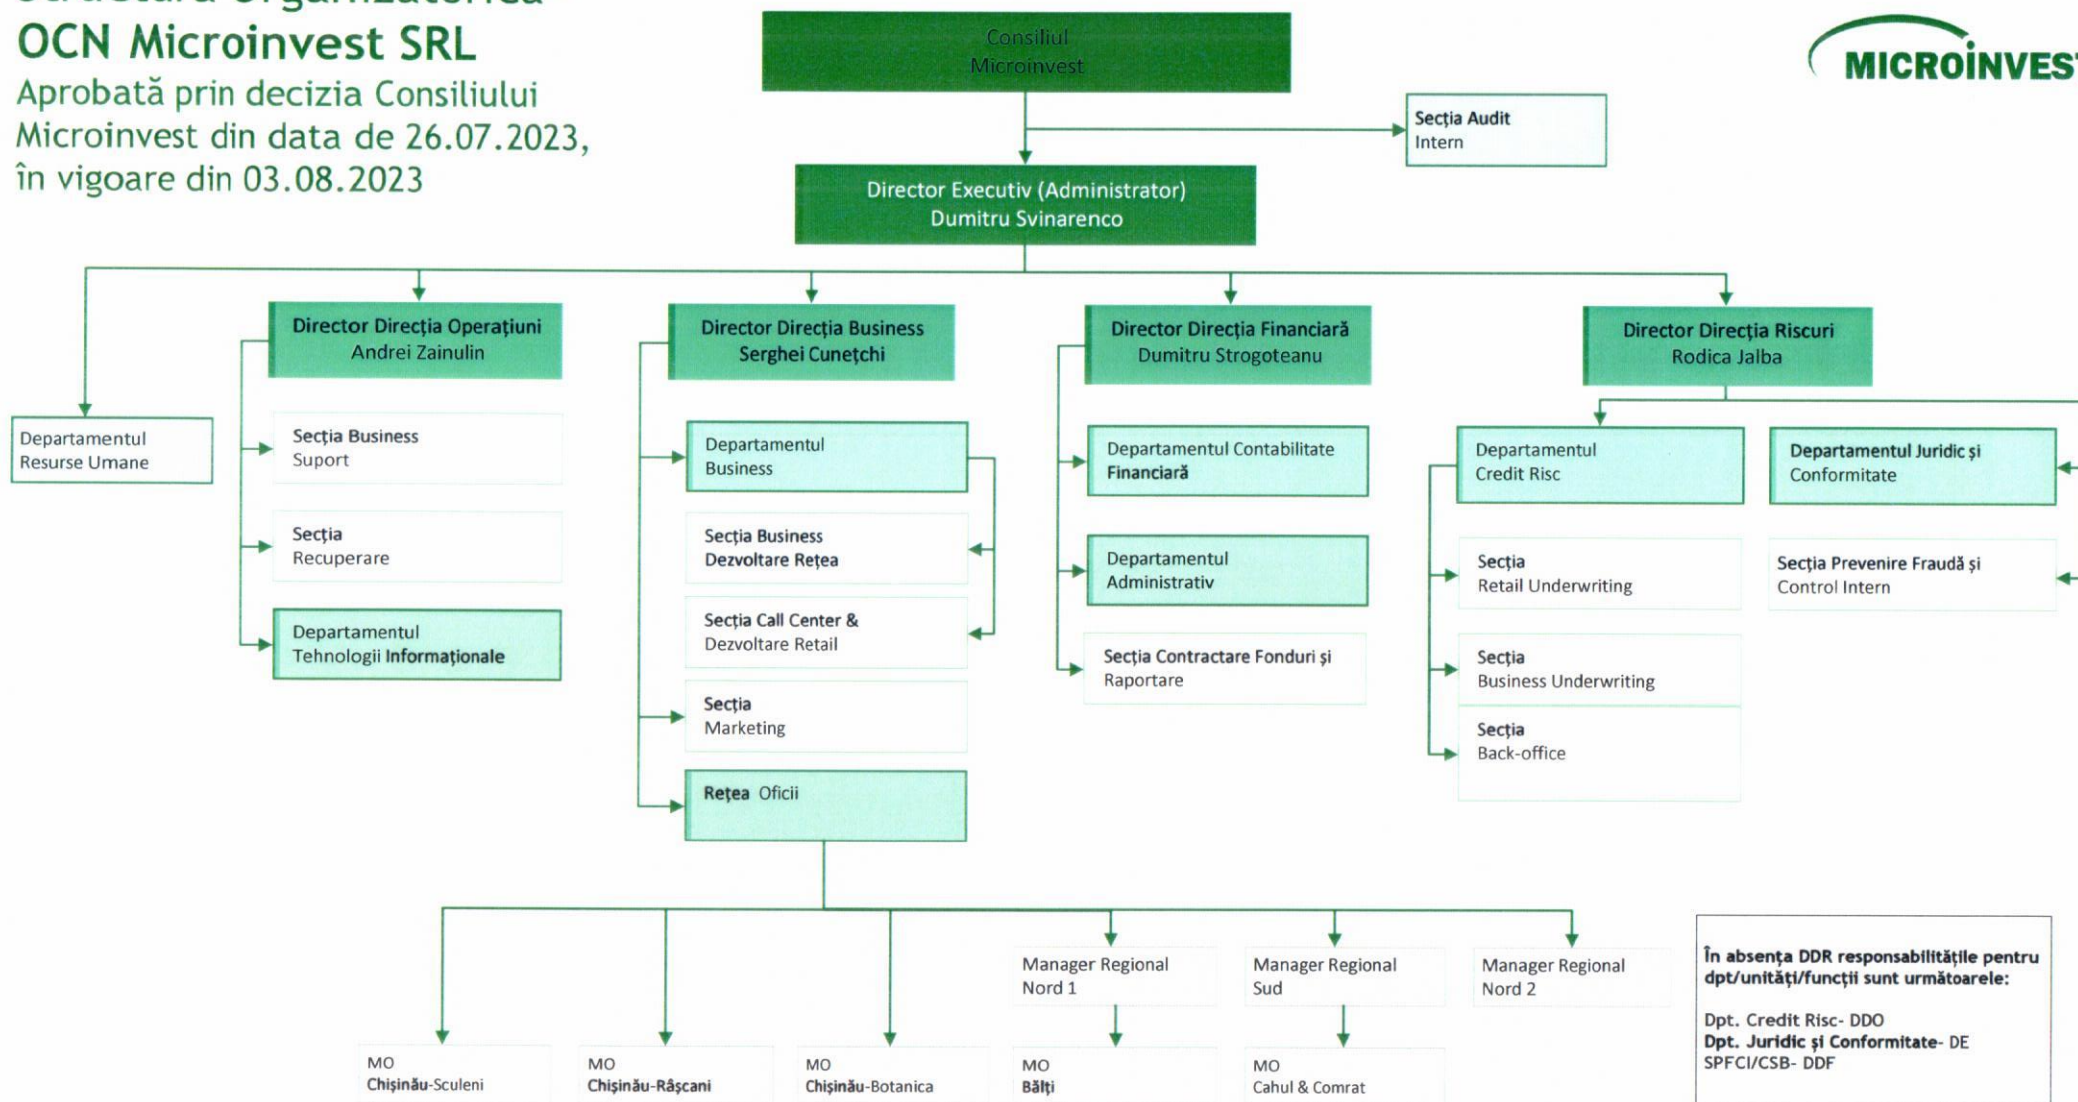 Structura Organizatorică
OCN Microinvest SRL
Aprobată prin decizia Consiliului
Microinvest din data de 26.07.2023,
în vigoare din 03.08.2023
Consiliul
Microinvest
MICROINVEST
Secția Audit
Intern
Director Executiv (Administrator)
Dumitru Svinarenco
Director Direcția Operațiuni
Andrei Zainulin
Director Direcția Business
Serghei Cunețchi
Director Direcția Financiară
Dumitru Strogoteanu
Director Direcția Riscuri
Rodica Jalba
Departamentul
Resurse Umane
Secția Business
Suport
Secția
Recuperare
Departamentul
Tehnologii Informaționale
Departamentul
Business
Secția Business
Dezvoltare Rețea
Secția Call Center &
Dezvoltare Retail
Secția
Marketing
Rețea Oficii
Departamentul Contabilitate
Financiară
Departamentul
Administrativ
Secția Contractare Fonduri și
Raportare
Departamentul
Credit Risc
Secția
Retail Underwriting
Secția
Business Underwriting
Secția
Back-office
Departamentul Juridic și
Conformitate
Secția Prevenire Fraudă și
Control Intern
Manager Regional
Nord 1
Manager Regional
Sud
Manager Regional
Nord 2
MO
Chișinău-Sculeni
MO
Chișinău-Râșcani
MO
Chișinău-Botanica
MO
Bălți
MO
Cahul & Comrat
În absența DDR responsabilitățile pentru
dpt/unități/funcții sunt următoarele:
Dpt. Credit Risc- DDO
Dpt. Juridic și Conformitate- DE
SPFCI/CSB- DDF